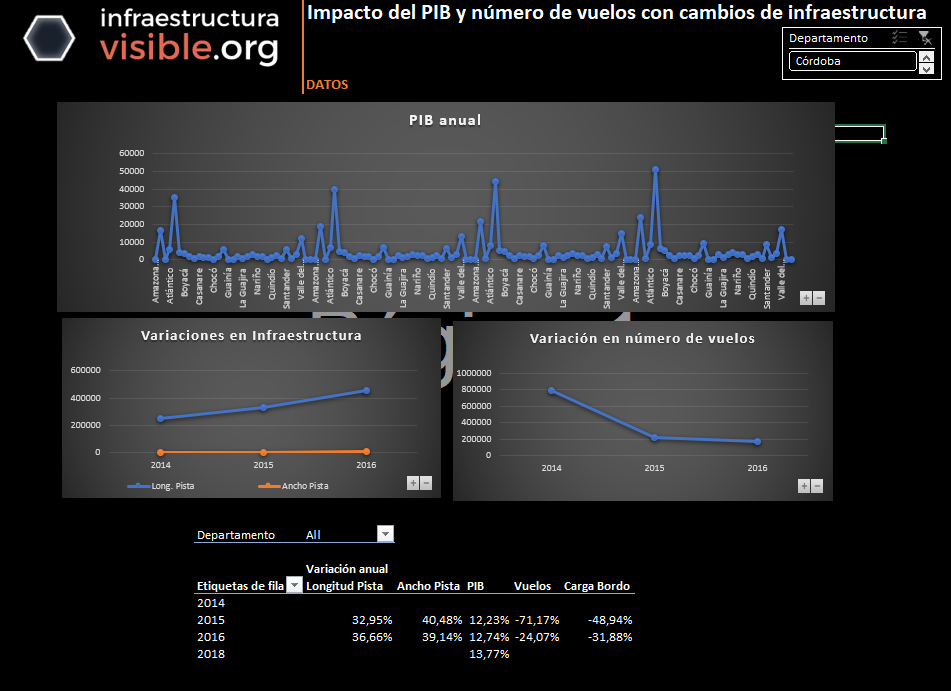 infraestructura
visible.org
Impacto del PIB y número de vuelos con cambios de infraestructura
Departamento
Córdoba
DATOS
PIB anual
60000
50000
40000
30000
20000
10000
0
Amazona Atlántico Boyacá Casanare Chocó Guainía La Guajira Nariño Quindío Santander Valle del Amazona Atlántico Boyacá Casanare Chocó Guainía La Guajira Nariño Quindío Santander Valle del Amazona Atlántico Boyacá Casanare Chocó Guainía La Guajira Nariño Quindío Santander Valle del Amazona Atlántico Boyacá Casanare Chocó Guainía La Guajira Nariño Quindío Santander Valle del
+ −
Variaciones en Infraestructura
600000
400000
200000
0
2014 2015 2016
Long. Pista Ancho Pista
+ −
Variación en número de vuelos
1000000
800000
600000
400000
200000
0
2014 2015 2016
+ −
Departamento All
Variación anual
Etiquetas de fila Longitud Pista Ancho Pista PIB Vuelos Carga Bordo
2014
2015 32,95% 40,48% 12,23% -71,17% -48,94%
2016 36,66% 39,14% 12,74% -24,07% -31,88%
2018 13,77%